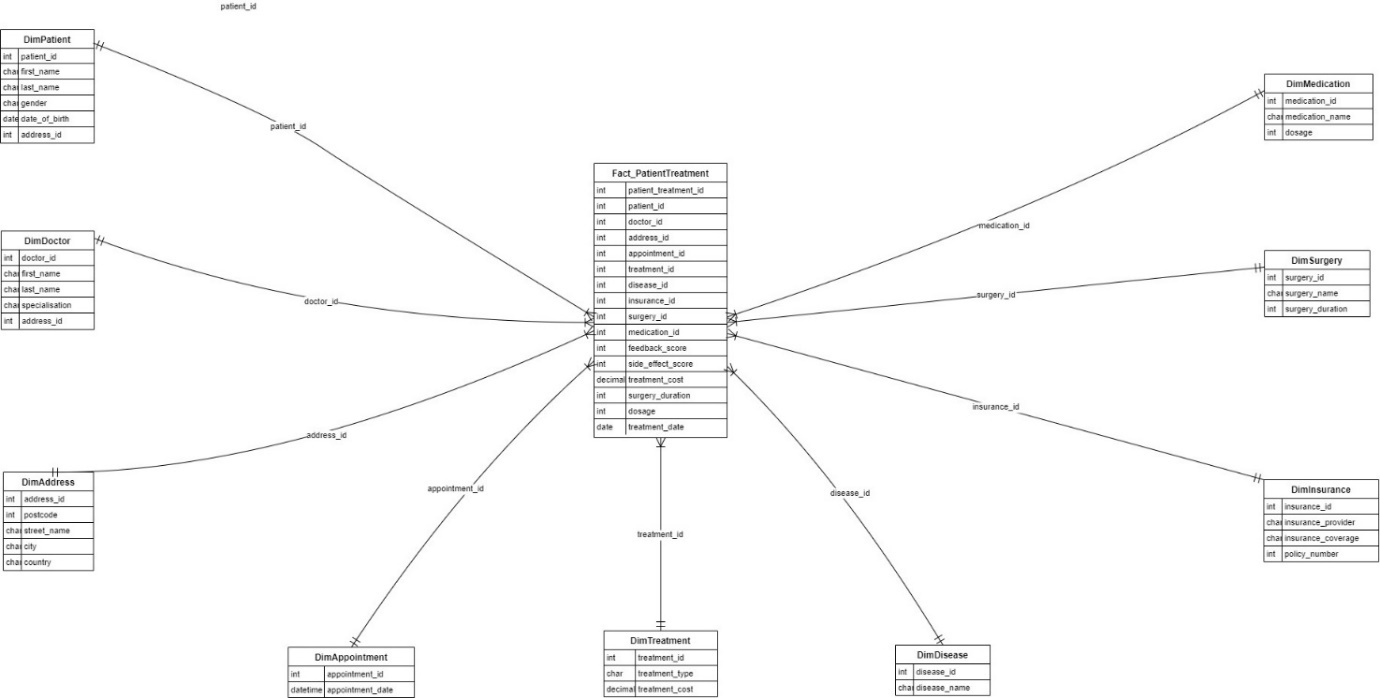 patient_id
DimPatient
int patient_id
char first_name
char last_name
char gender
date date_of_birth
int address_id
patient_id
DimDoctor
int doctor_id
char first_name
char last_name
char specialisation
int address_id
doctor_id
DimAddress
int address_id
int postcode
char street_name
char city
char country
address_id
Fact_PatientTreatment
int patient_treatment_id
int patient_id
int doctor_id
int address_id
int appointment_id
int treatment_id
int disease_id
int insurance_id
int surgery_id
int medication_id
int feedback_score
int side_effect_score
decimal treatment_cost
int surgery_duration
int dosage
date treatment_date
DimMedication
int medication_id
char medication_name
int dosage
medication_id
DimSurgery
int surgery_id
char surgery_name
int surgery_duration
surgery_id
DimInsurance
int insurance_id
char insurance_provider
char insurance_coverage
int policy_number
insurance_id
appointment_id
DimAppointment
int appointment_id
datetime appointment_date
treatment_id
DimTreatment
int treatment_id
char treatment_type
decimal treatment_cost
disease_id
DimDisease
int disease_id
char disease_name